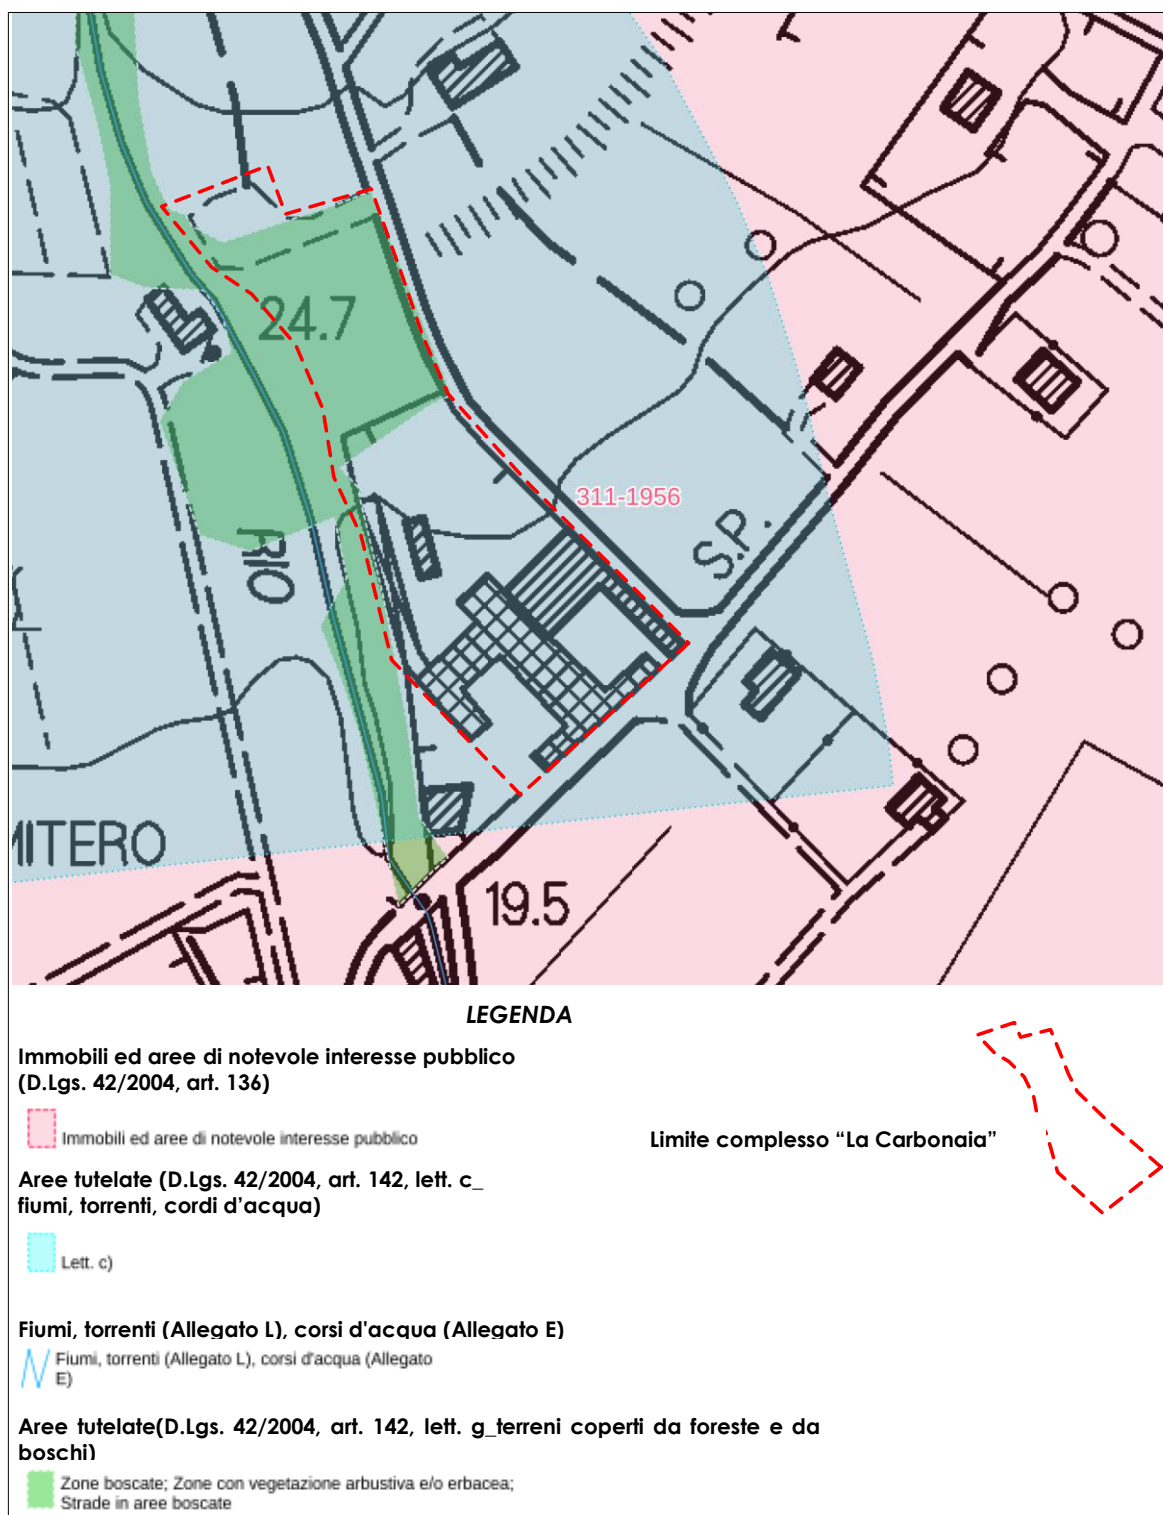 24.7
311-1956
S.P.
RIO
MITERO
19.5
LEGENDA
Immobili ed aree di notevole interesse pubblico
(D.Lgs. 42/2004, art. 136)
Immobili ed aree di notevole interesse pubblico
Limite complesso “La Carbonaia”
Aree tutelate (D.Lgs. 42/2004, art. 142, lett. c_
fiumi, torrenti, cordi d’acqua)
Lett. c)
Fiumi, torrenti (Allegato L), corsi d'acqua (Allegato E)
Fiumi, torrenti (Allegato L), corsi d'acqua (Allegato
E)
Aree tutelate(D.Lgs. 42/2004, art. 142, lett. g_terreni coperti da foreste e da
boschi)
Zone boscate; Zone con vegetazione arbustiva e/o erbacea;
Strade in aree boscate